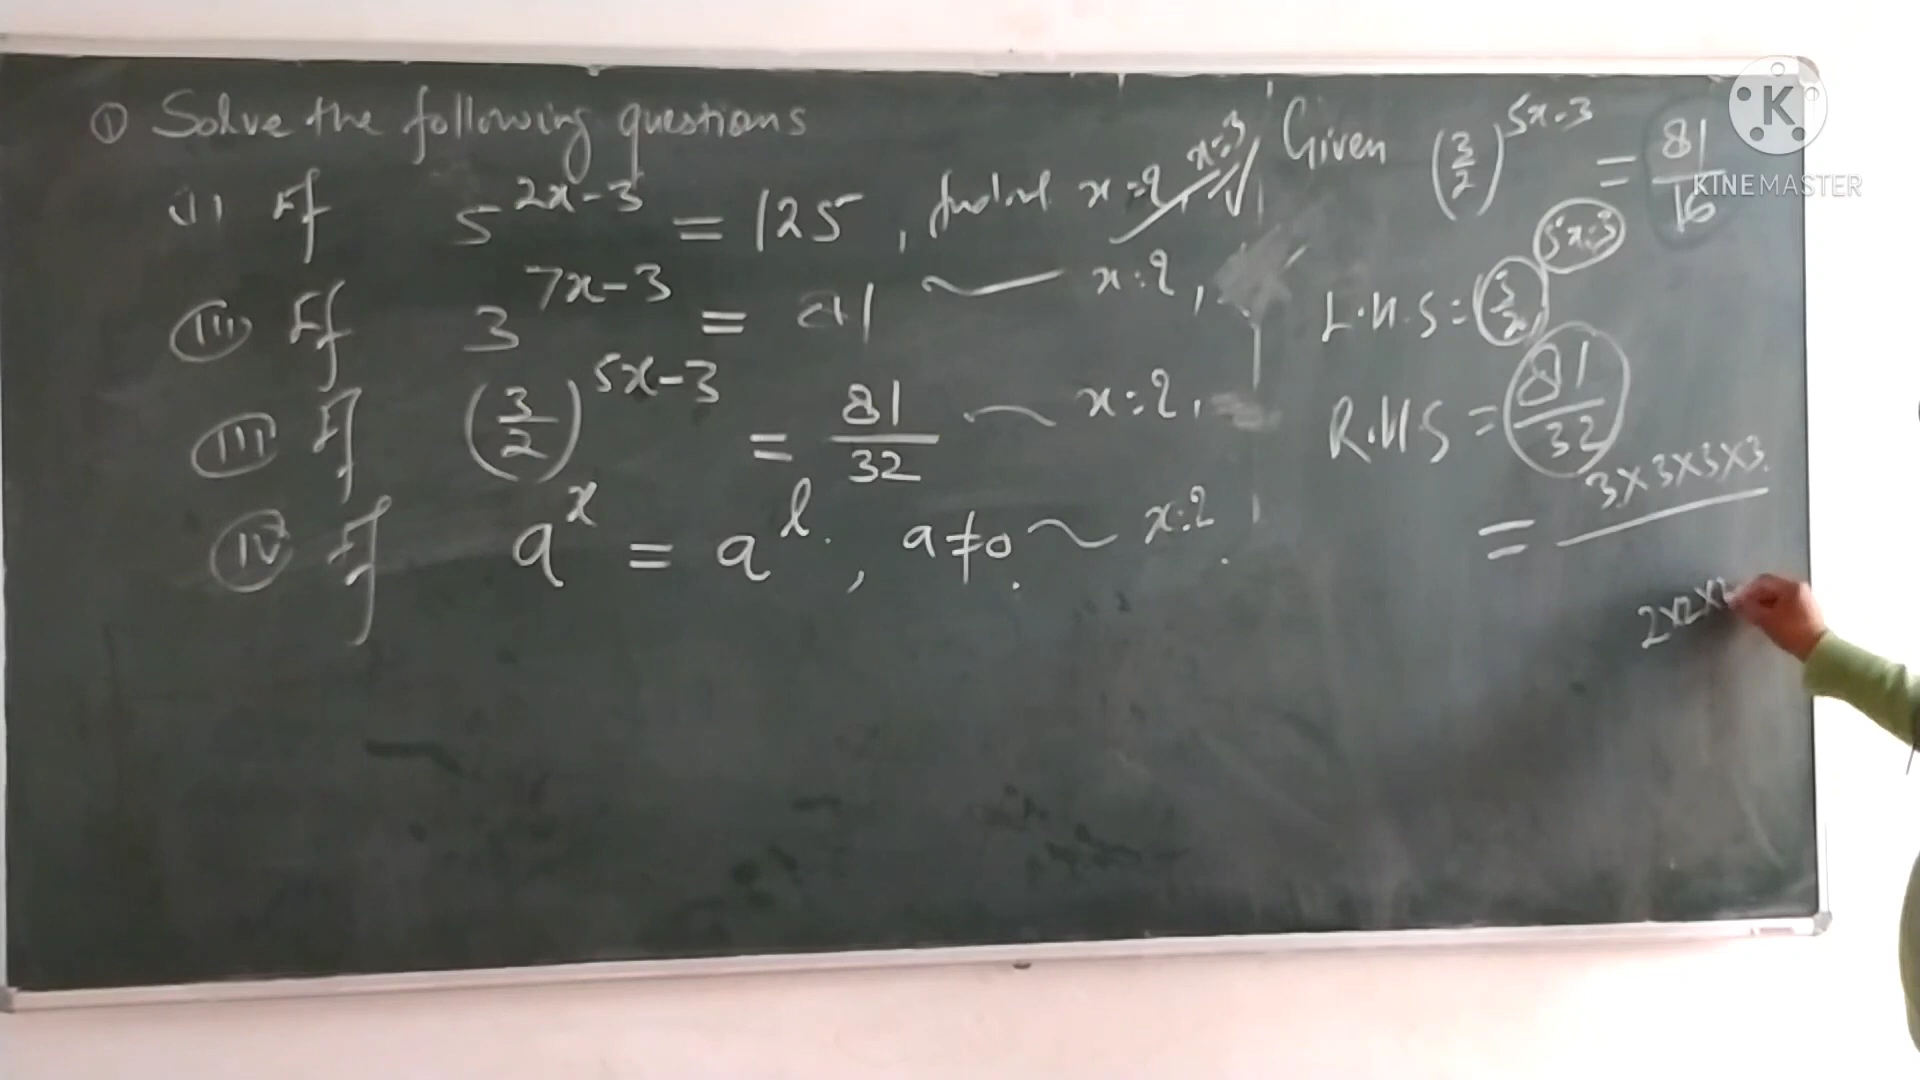 ① Solve the following questions
(i) If 5^{2x-3} = 125, find x = ? x = 3 ✓
(ii) If 3^{7x-3} = 81 ~ x = ?,
(iii) If (3/2)^{5x-3} = 81/32 ~ x = ?,
(iv) If a^x = a^l, a ≠ 0 ~ x = ?
Given (3/2)^{5x-3} = 81/16
L.H.S = (3/2)^{5x-3}
R.H.S = 81/32
= 3×3×3×3
2×2×2
K
KINEMASTER